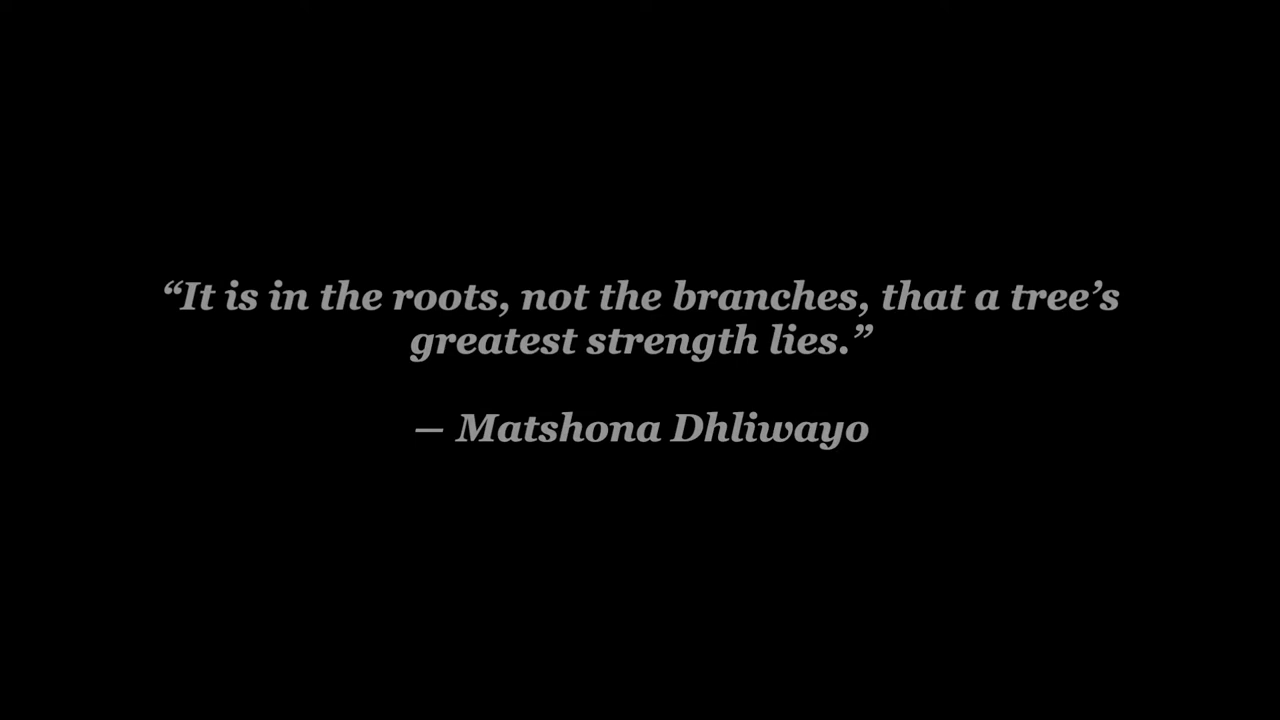 “It is in the roots, not the branches, that a tree’s
greatest strength lies.”
— Matshona Dhliwayo